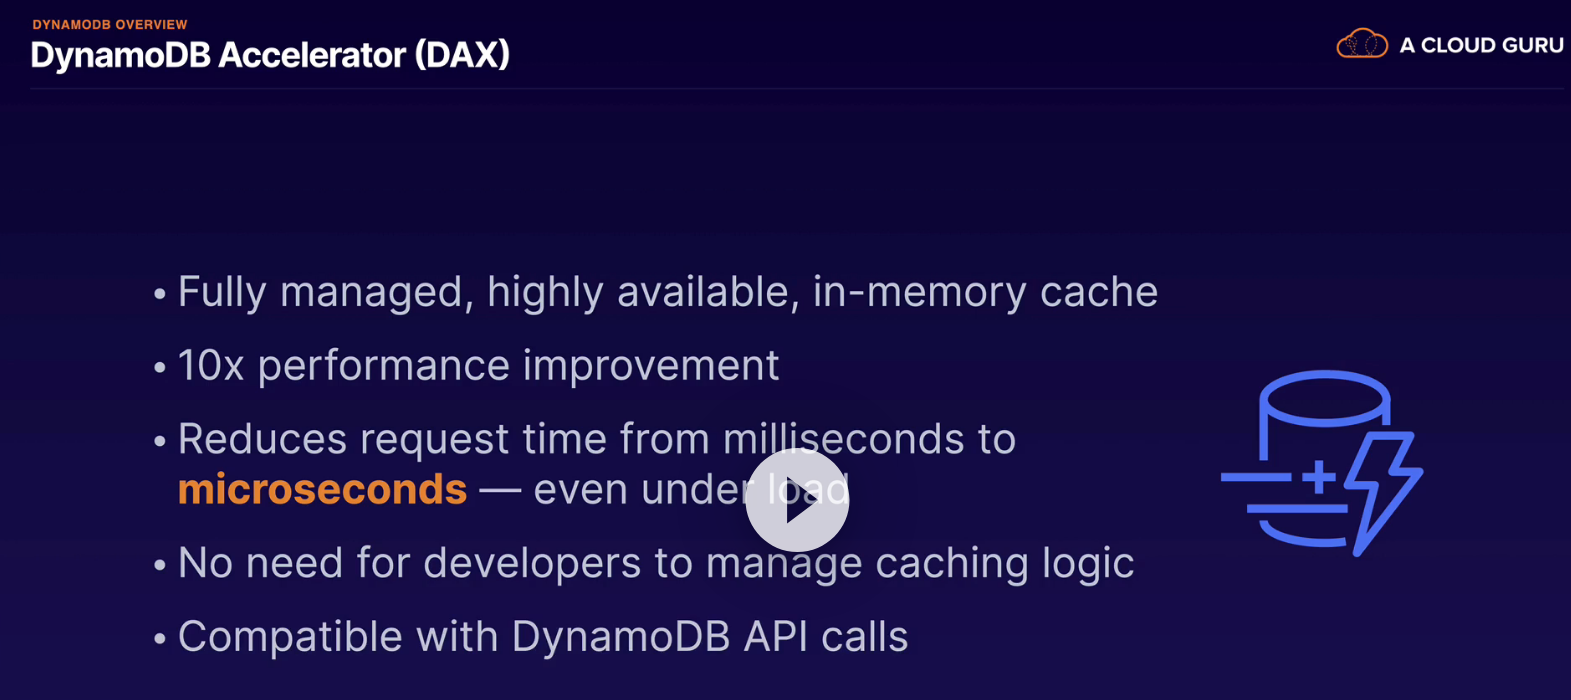 DYNAMODB OVERVIEW
DynamoDB Accelerator (DAX)
A CLOUD GURU
• Fully managed, highly available, in-memory cache
• 10x performance improvement
• Reduces request time from milliseconds to
microseconds — even under load
• No need for developers to manage caching logic
• Compatible with DynamoDB API calls